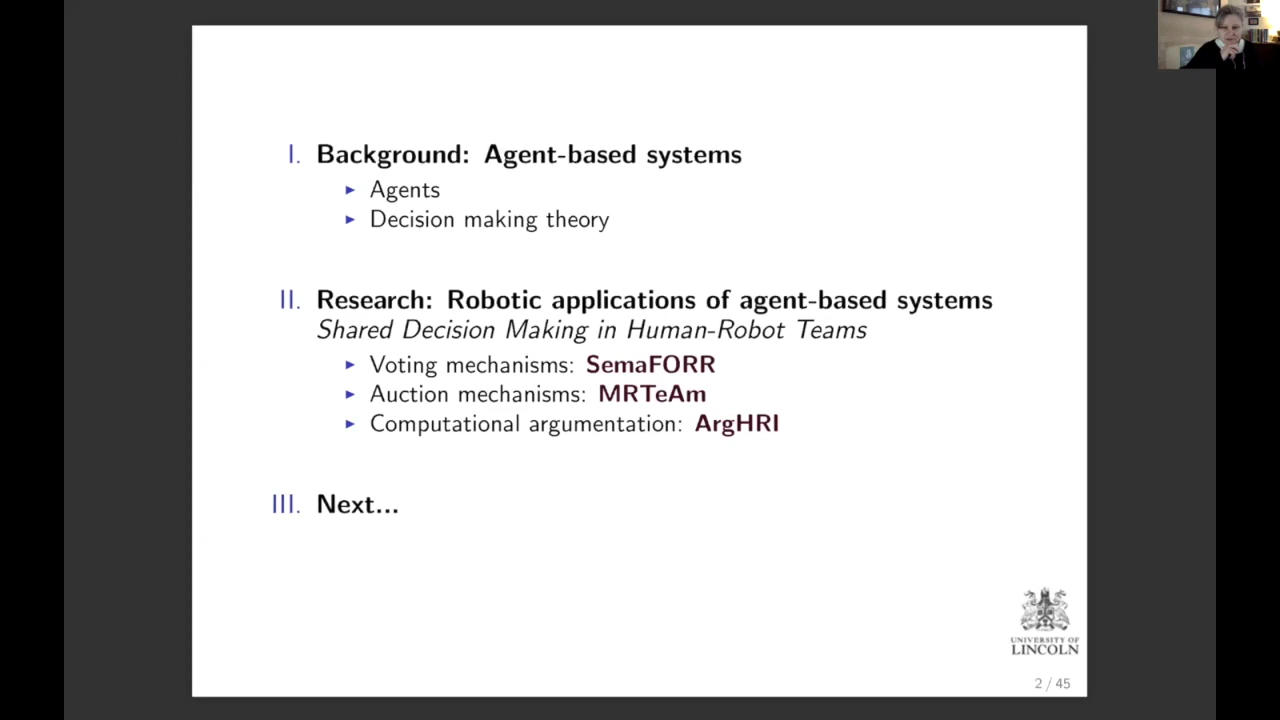 I. Background: Agent-based systems
▶ Agents
▶ Decision making theory
II. Research: Robotic applications of agent-based systems
Shared Decision Making in Human-Robot Teams
▶ Voting mechanisms: SemaFORR
▶ Auction mechanisms: MRTeAm
▶ Computational argumentation: ArgHRI
III. Next...
UNIVERSITY OF
LINCOLN
2 / 45